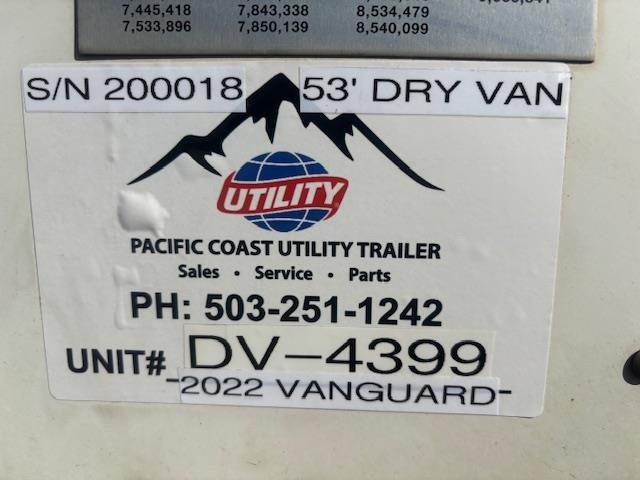 7,445,418 7,843,338 8,534,479
7,533,896 7,850,139 8,540,099
S/N 200018 53' DRY VAN
UTILITY
PACIFIC COAST UTILITY TRAILER
Sales • Service • Parts
PH: 503-251-1242
UNIT# DV-4399
-2022 VANGUARD-